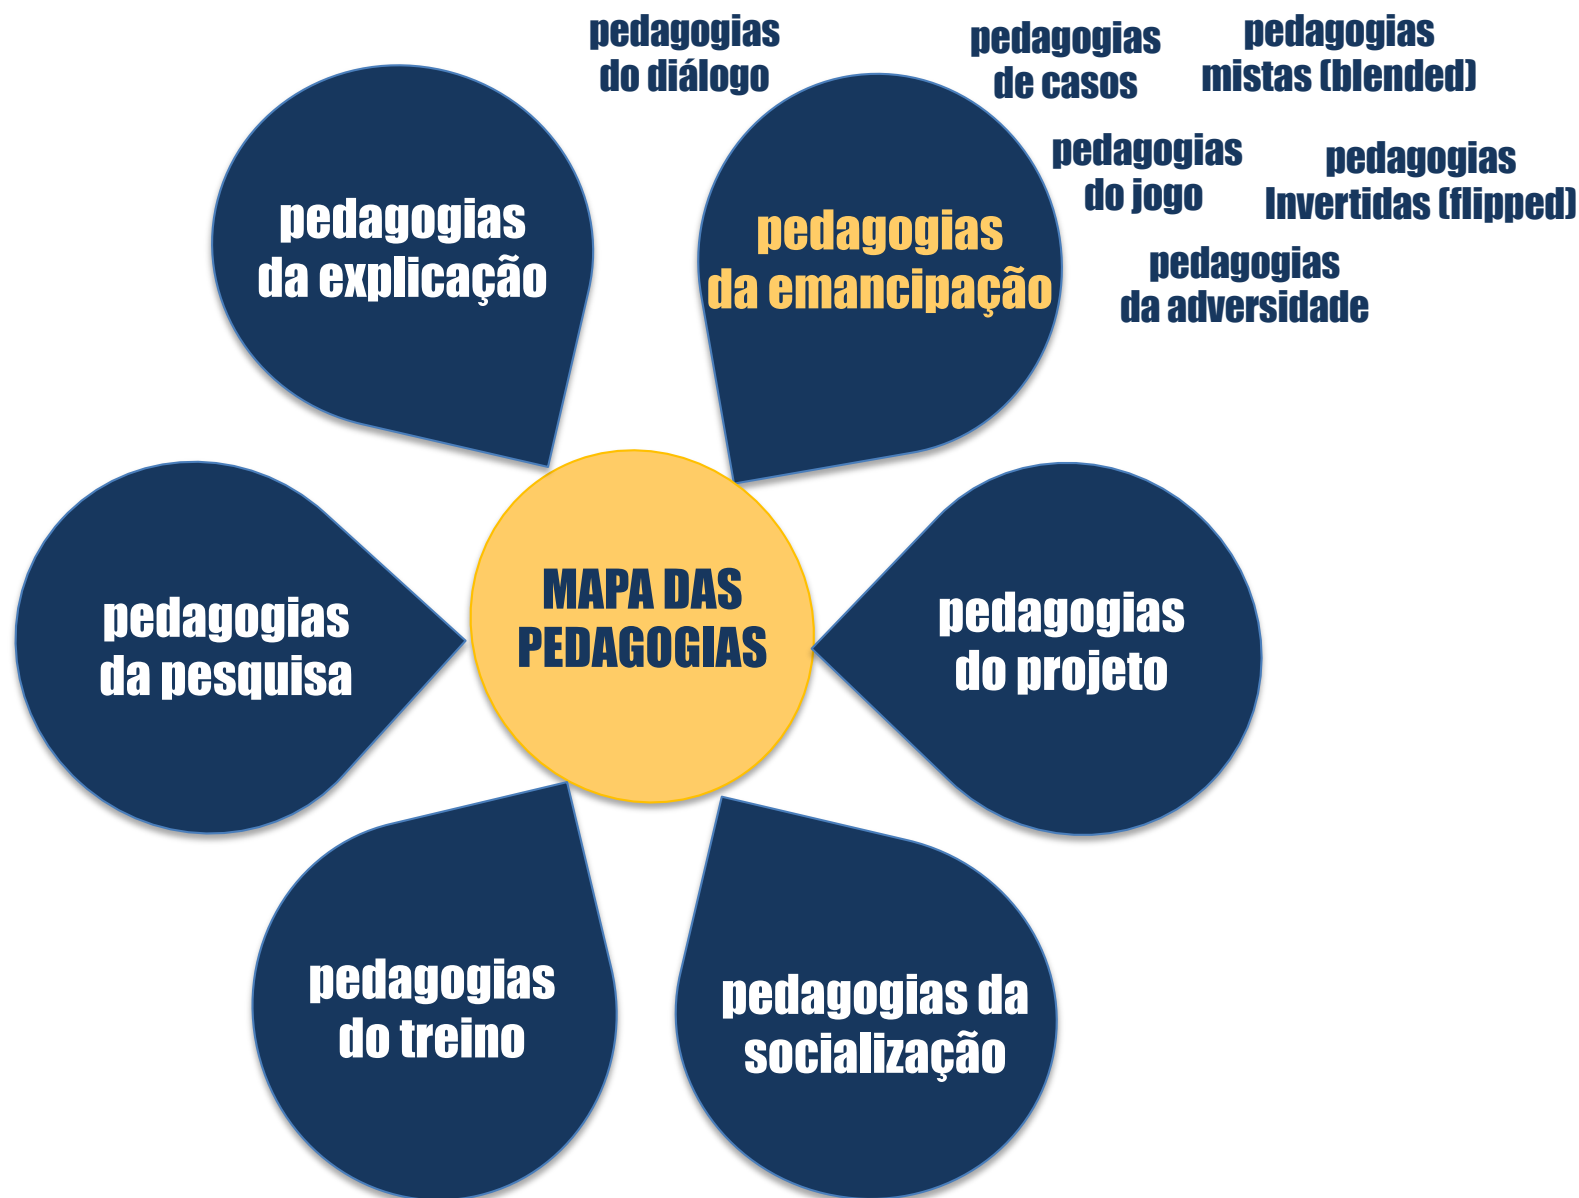 pedagogias
do diálogo
pedagogias
de casos
pedagogias
mistas (blended)
pedagogias
do jogo
pedagogias
Invertidas (flipped)
pedagogias
da adversidade
pedagogias
da explicação
pedagogias
da emancipação
MAPA DAS
PEDAGOGIAS
pedagogias
da pesquisa
pedagogias
do projeto
pedagogias
do treino
pedagogias da
socialização